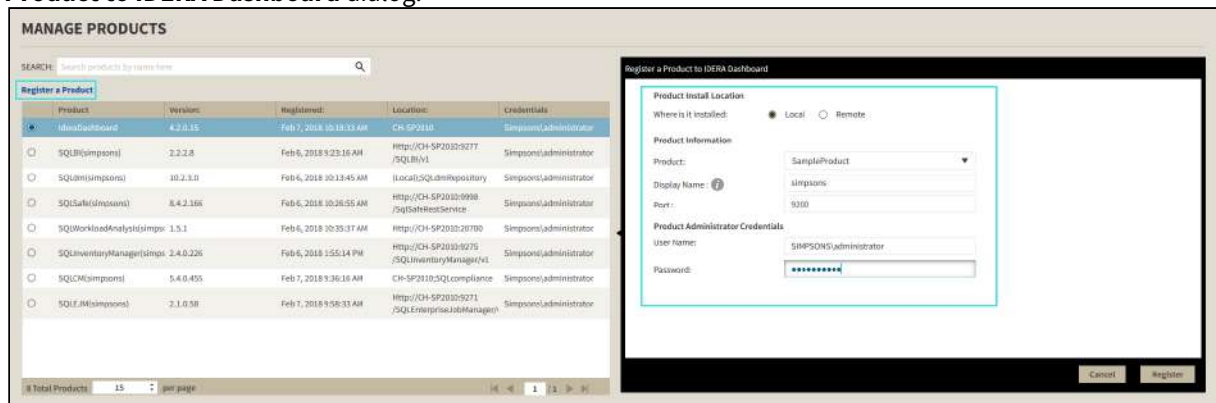 Product to IDERA Dashboard dialog.
MANAGE PRODUCTS
SEARCH: Search products by name here
Register a Product
Product Version: Registered: Location: Credentials
IderaDashboard 4.2.0.15 Feb 7, 2018 10:18:33 AM CH-SP2010 Simpsons\administrator
SQLBI(simpsons) 2.2.2.8 Feb 6, 2018 9:23:16 AM Http://CH-SP2010:9277
/SQLBI/v1 Simpsons\administrator
SQLdm(simpsons) 10.2.3.0 Feb 6, 2018 10:13:45 AM (Local);SQLdmRepository Simpsons\administrator
SQLSafe(simpsons) 8.4.2.166 Feb 6, 2018 10:26:55 AM Http://CH-SP2010:9998
/SqlSafeRestService Simpsons\administrator
SQLWorkloadAnalysis(simps 1.5.1 Feb 6, 2018 10:35:37 AM Http://CH-SP2010:20700 Simpsons\administrator
SQLInventoryManager(simps 2.4.0.226 Feb 6, 2018 1:55:14 PM Http://CH-SP2010:9275
/SQLInventoryManager/v1 Simpsons\administrator
SQLCM(simpsons) 5.4.0.455 Feb 7, 2018 9:36:16 AM CH-SP2010;SQLcompliance Simpsons\administrator
SQLEJM(simpsons) 2.1.0.58 Feb 7, 2018 9:58:33 AM Http://CH-SP2010:9271
/SQLEnterpriseJobManager/ Simpsons\administrator
8 Total Products 15 per page 1 /1
Register a Product to IDERA Dashboard
Product Install Location
Where is it installed: Local Remote
Product Information
Product: SampleProduct
Display Name : simpsons
Port : 9200
Product Administrator Credentials
User Name: SIMPSONS\administrator
Password: ••••••••••
Cancel Register